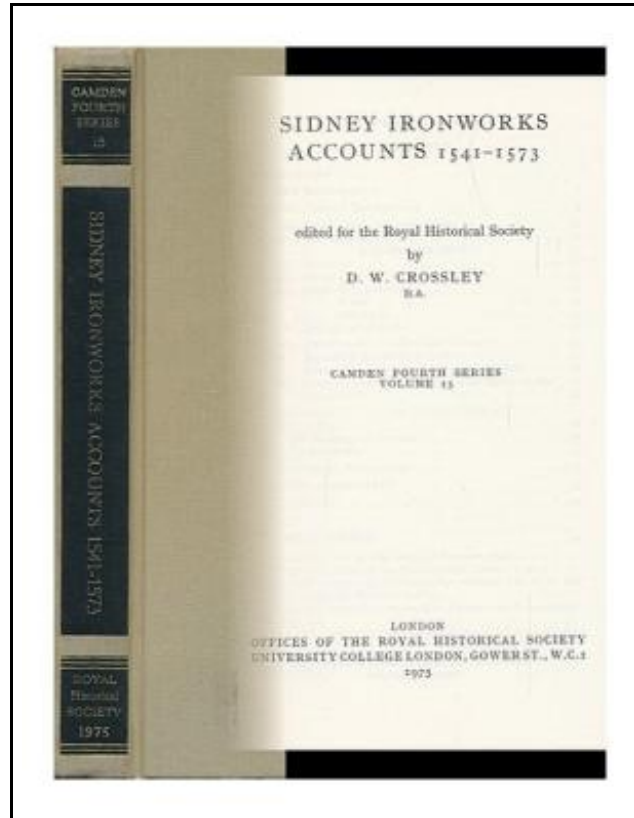 CAMDEN
FOURTH
SERIES
15
SIDNEY IRONWORKS ACCOUNTS 1541-1573
ROYAL
Historical
SOCIETY
1975
SIDNEY IRONWORKS
ACCOUNTS 1541–1573
edited for the Royal Historical Society
by
D. W. CROSSLEY
B.A.
CAMDEN FOURTH SERIES
VOLUME 15
LONDON
OFFICES OF THE ROYAL HISTORICAL SOCIETY
UNIVERSITY COLLEGE LONDON, GOWER ST., W.C.1
1975